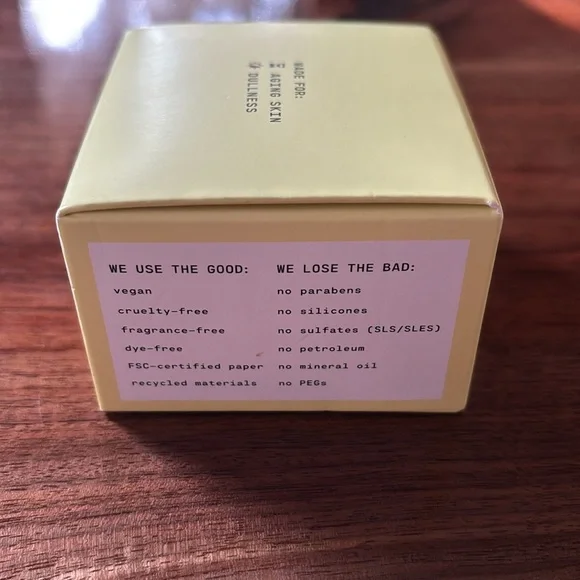 MADE FOR:
AGING SKIN
DULLNESS
WE USE THE GOOD:
vegan
cruelty-free
fragrance-free
dye-free
FSC-certified paper
recycled materials
WE LOSE THE BAD:
no parabens
no silicones
no sulfates (SLS/SLES)
no petroleum
no mineral oil
no PEGs